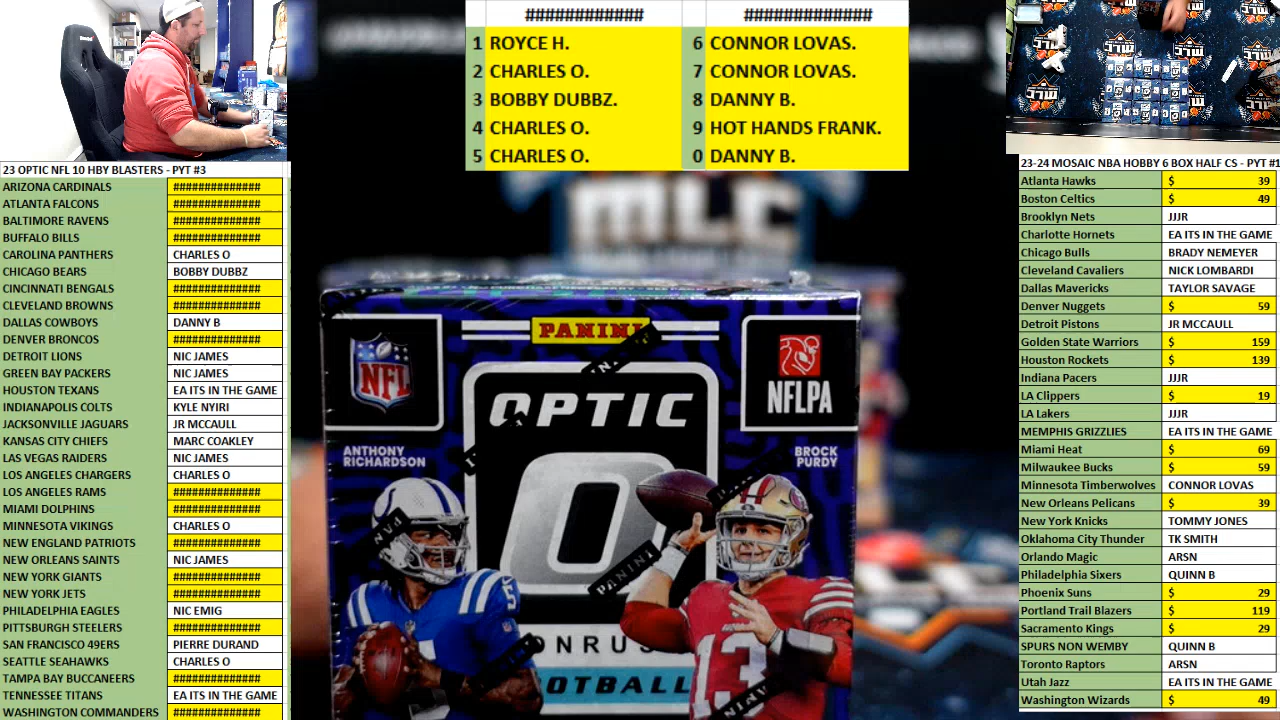 #############
#############
1 ROYCE H.
6 CONNOR LOVAS.
2 CHARLES O.
7 CONNOR LOVAS.
3 BOBBY DUBBZ.
8 DANNY B.
4 CHARLES O.
9 HOT HANDS FRANK.
5 CHARLES O.
0 DANNY B.
23 OPTIC NFL 10 HBY BLASTERS - PYT #3
ARIZONA CARDINALS ##############
ATLANTA FALCONS ##############
BALTIMORE RAVENS ##############
BUFFALO BILLS ##############
CAROLINA PANTHERS CHARLES O
CHICAGO BEARS BOBBY DUBBZ
CINCINNATI BENGALS ##############
CLEVELAND BROWNS ##############
DALLAS COWBOYS DANNY B
DENVER BRONCOS ##############
DETROIT LIONS NIC JAMES
GREEN BAY PACKERS NIC JAMES
HOUSTON TEXANS EA ITS IN THE GAME
INDIANAPOLIS COLTS KYLE NYIRI
JACKSONVILLE JAGUARS JR MCCAULL
KANSAS CITY CHIEFS MARC COAKLEY
LAS VEGAS RAIDERS NIC JAMES
LOS ANGELES CHARGERS CHARLES O
LOS ANGELES RAMS ##############
MIAMI DOLPHINS ##############
MINNESOTA VIKINGS CHARLES O
NEW ENGLAND PATRIOTS ##############
NEW ORLEANS SAINTS NIC JAMES
NEW YORK GIANTS ##############
NEW YORK JETS ##############
PHILADELPHIA EAGLES NIC EMIG
PITTSBURGH STEELERS ##############
SAN FRANCISCO 49ERS PIERRE DURAND
SEATTLE SEAHAWKS CHARLES O
TAMPA BAY BUCCANEERS ##############
TENNESSEE TITANS EA ITS IN THE GAME
WASHINGTON COMMANDERS ##############
PANINI
NFL
NFLPA
OPTIC
ANTHONY
RICHARDSON
BROCK
PURDY
PANINI
PANINI
ONRUS
OTBALL
5
13
23-24 MOSAIC NBA HOBBY 6 BOX HALF CS - PYT #1
Atlanta Hawks $ 39
Boston Celtics $ 49
Brooklyn Nets JJJR
Charlotte Hornets EA ITS IN THE GAME
Chicago Bulls BRADY NEMEYER
Cleveland Cavaliers NICK LOMBARDI
Dallas Mavericks TAYLOR SAVAGE
Denver Nuggets $ 59
Detroit Pistons JR MCCAULL
Golden State Warriors $ 159
Houston Rockets $ 139
Indiana Pacers JJJR
LA Clippers $ 19
LA Lakers JJJR
MEMPHIS GRIZZLIES EA ITS IN THE GAME
Miami Heat $ 69
Milwaukee Bucks $ 59
Minnesota Timberwolves CONNOR LOVAS
New Orleans Pelicans $ 39
New York Knicks TOMMY JONES
Oklahoma City Thunder TK SMITH
Orlando Magic ARSN
Philadelphia Sixers QUINN B
Phoenix Suns $ 29
Portland Trail Blazers $ 119
Sacramento Kings $ 29
SPURS NON WEMBY QUINN B
Toronto Raptors ARSN
Utah Jazz EA ITS IN THE GAME
Washington Wizards $ 49